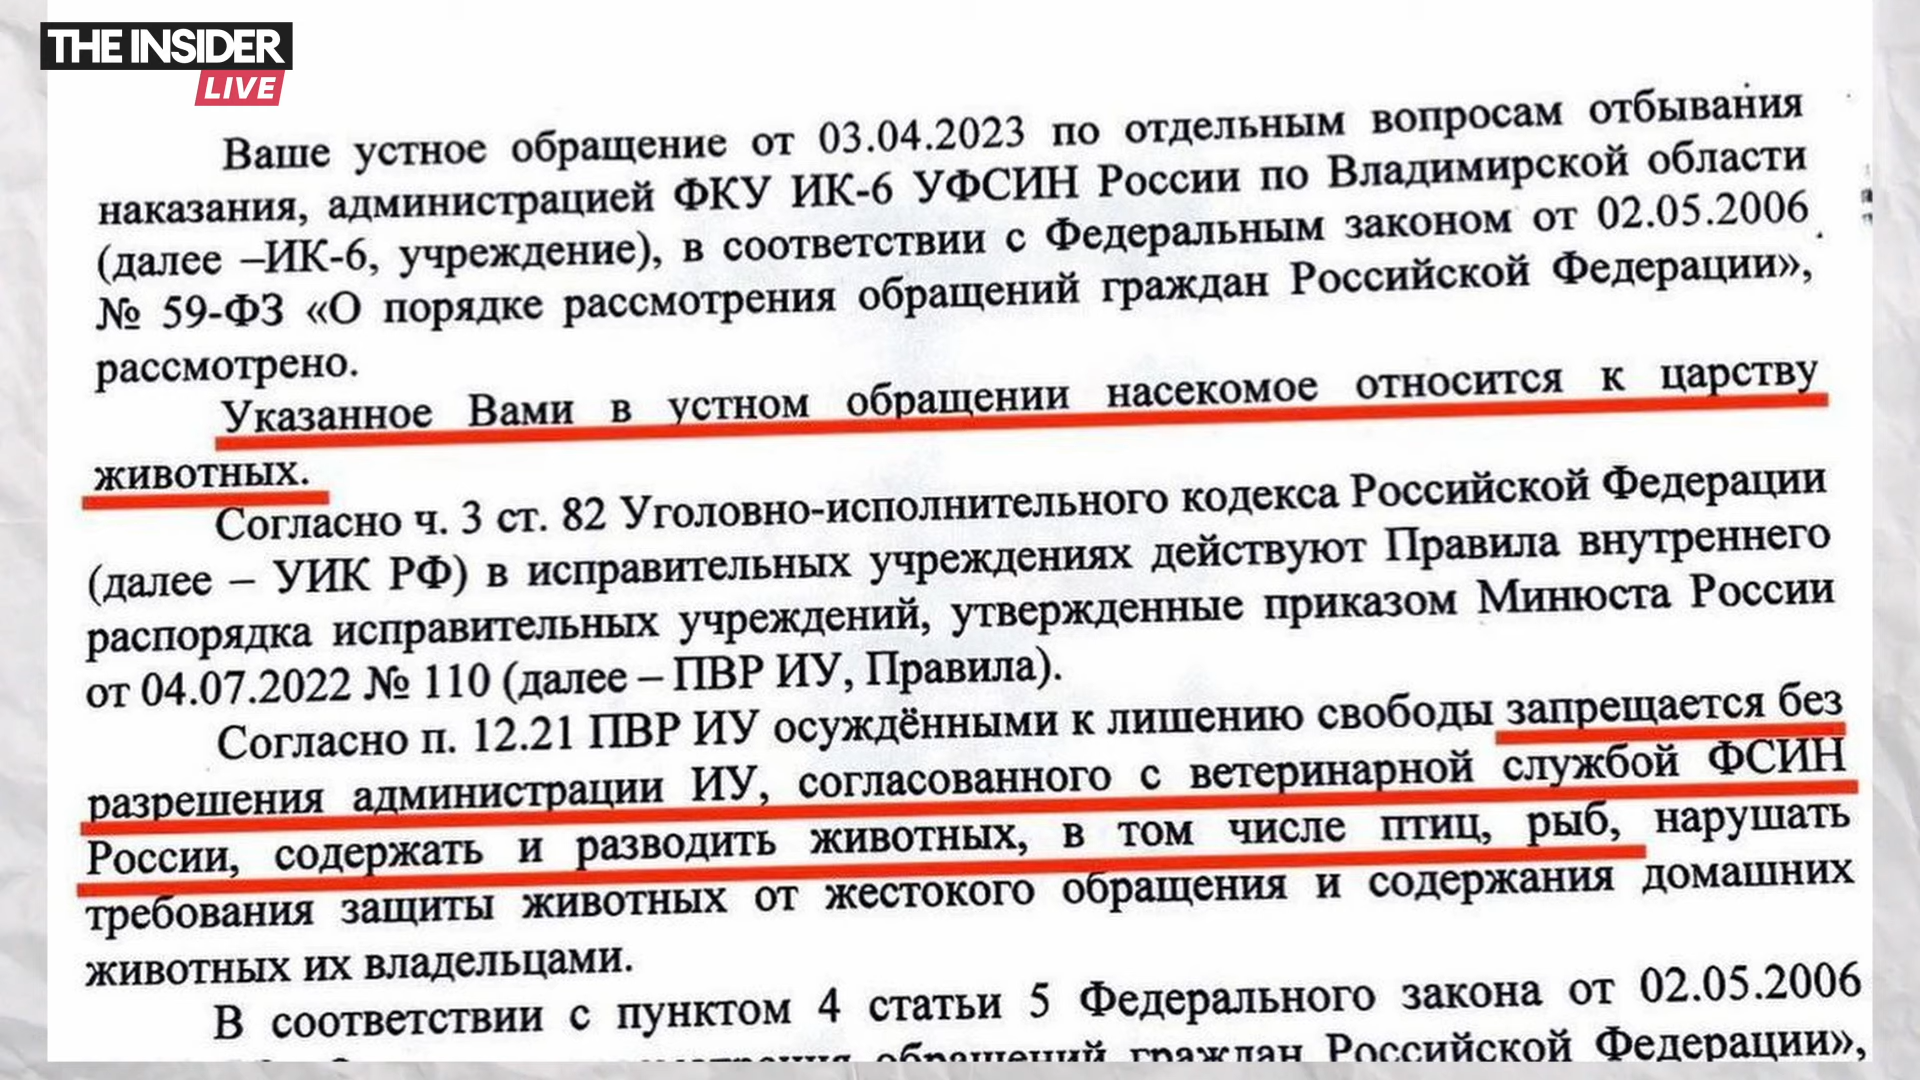 THE INSIDER
LIVE
Ваше устное обращение от 03.04.2023 по отдельным вопросам отбывания
наказания, администрацией ФКУ ИК-6 УФСИН России по Владимирской области
(далее –ИК-6, учреждение), в соответствии с Федеральным законом от 02.05.2006
№ 59-ФЗ «О порядке рассмотрения обращений граждан Российской Федерации»,
рассмотрено.
Указанное Вами в устном обращении насекомое относится к царству
животных.
Согласно ч. 3 ст. 82 Уголовно-исполнительного кодекса Российской Федерации
(далее – УИК РФ) в исправительных учреждениях действуют Правила внутреннего
распорядка исправительных учреждений, утвержденные приказом Минюста России
от 04.07.2022 № 110 (далее – ПВР ИУ, Правила).
Согласно п. 12.21 ПВР ИУ осуждёнными к лишению свободы запрещается без
разрешения администрации ИУ, согласованного с ветеринарной службой ФСИН
России, содержать и разводить животных, в том числе птиц, рыб, нарушать
требования защиты животных от жестокого обращения и содержания домашних
животных их владельцами.
В соответствии с пунктом 4 статьи 5 Федерального закона от 02.05.2006
обращений граждан Российской Федерации»,